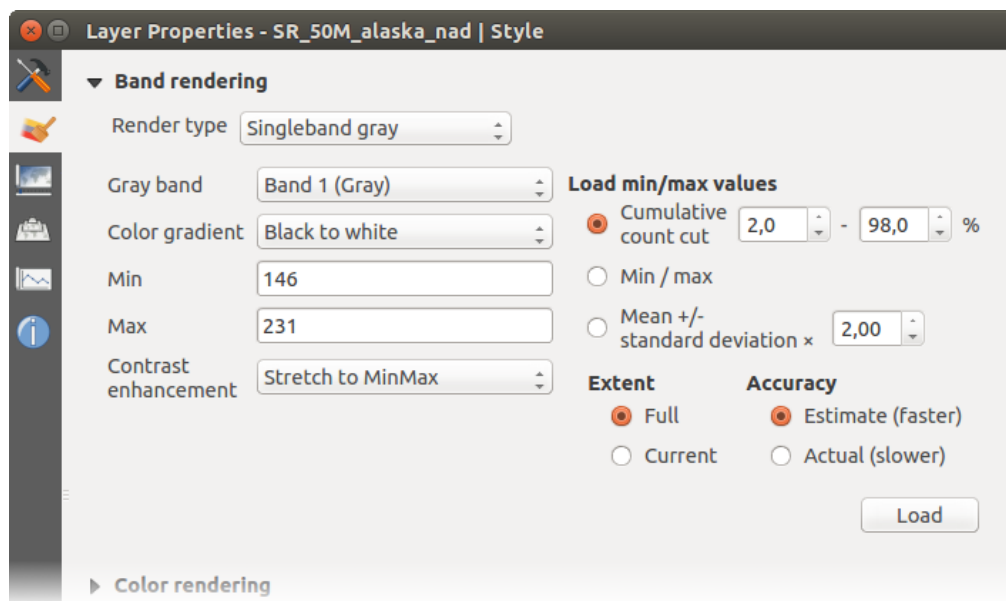 Layer Properties - SR_50M_alaska_nad | Style
Band rendering
Render type Singleband gray
Gray band Band 1 (Gray)
Color gradient Black to white
Min 146
Max 231
Contrast
enhancement Stretch to MinMax
Load min/max values
Cumulative
count cut 2,0 - 98,0 %
Min / max
Mean +/-
standard deviation × 2,00
Extent Accuracy
Full Estimate (faster)
Current Actual (slower)
Load
Color rendering